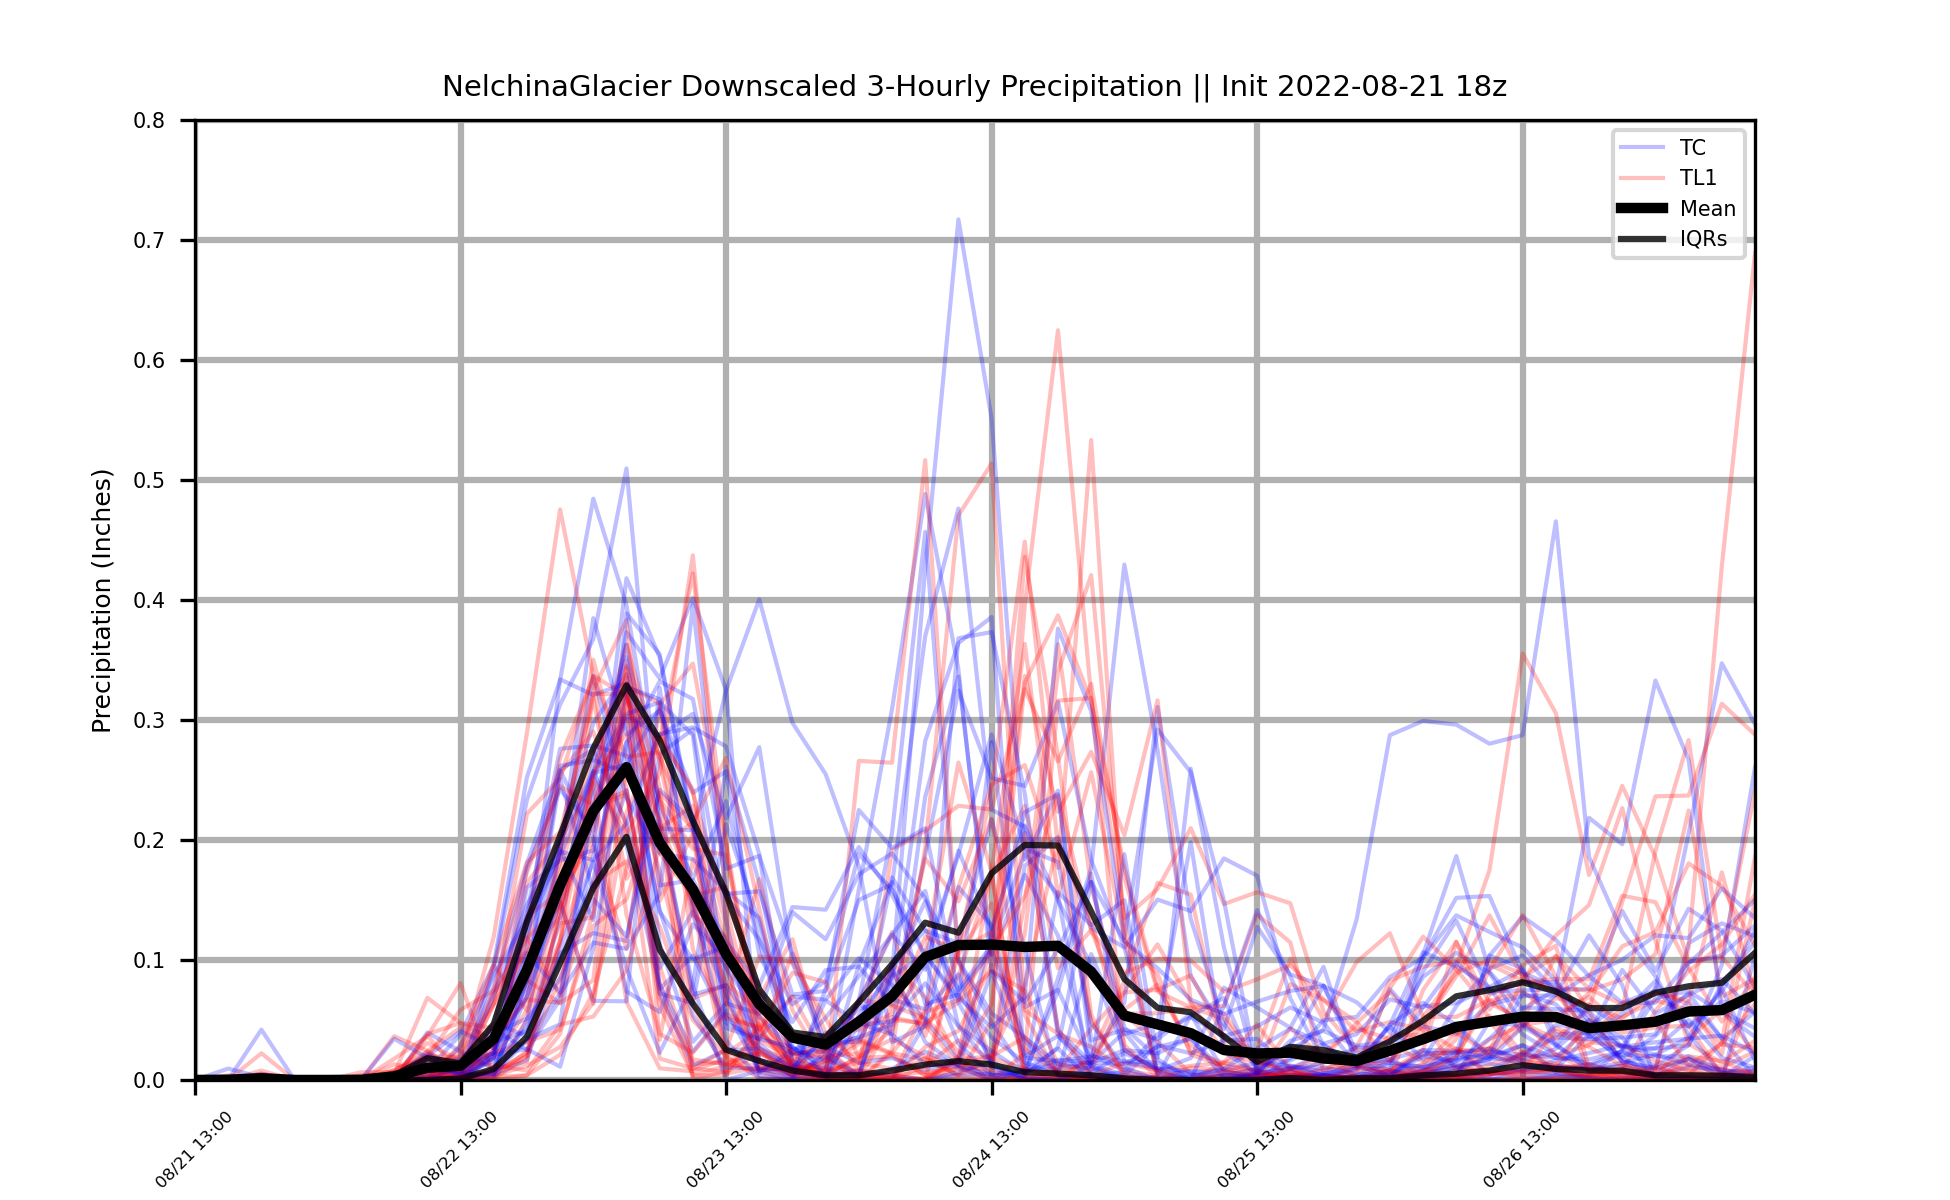 NelchinaGlacier Downscaled 3-Hourly Precipitation || Init 2022-08-21 18z
TC
TL1
Mean
IQRs
Precipitation (Inches)
0.8
0.7
0.6
0.5
0.4
0.3
0.2
0.1
0.0
08/21 13:00
08/22 13:00
08/23 13:00
08/24 13:00
08/25 13:00
08/26 13:00